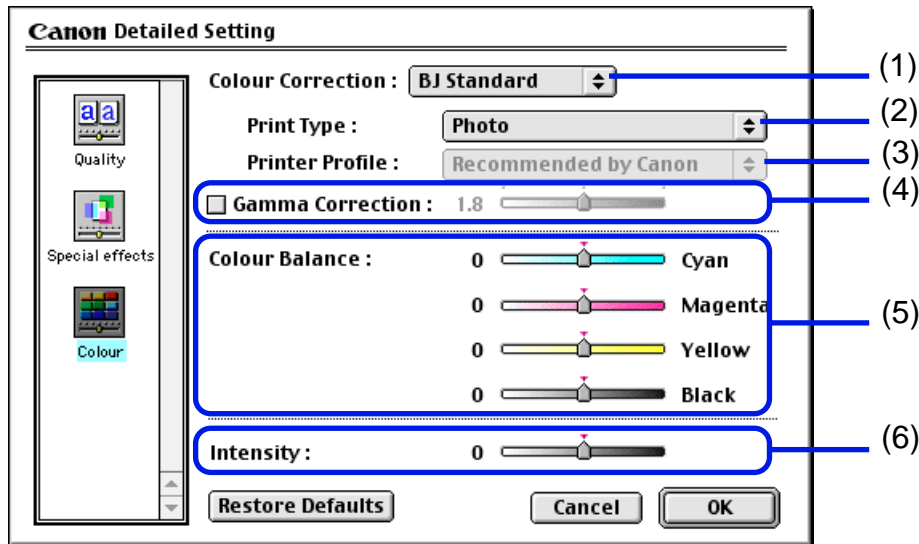 Canon Detailed Setting
Colour Correction : BJ Standard (1)
Print Type : Photo (2)
Printer Profile : Recommended by Canon (3)
Gamma Correction : 1.8 (4)
Colour Balance : 0 Cyan
0 Magenta (5)
0 Yellow
0 Black
Intensity : 0 (6)
Restore Defaults Cancel OK
aa
Quality
Special effects
Colour